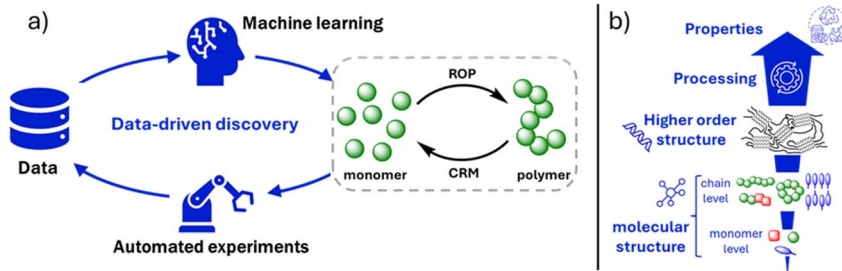 a)
Machine learning
Data-driven discovery
Data
Automated experiments
ROP
CRM
monomer
polymer
b)
Properties
Processing
Higher order
structure
chain
level
molecular
structure
monomer
level